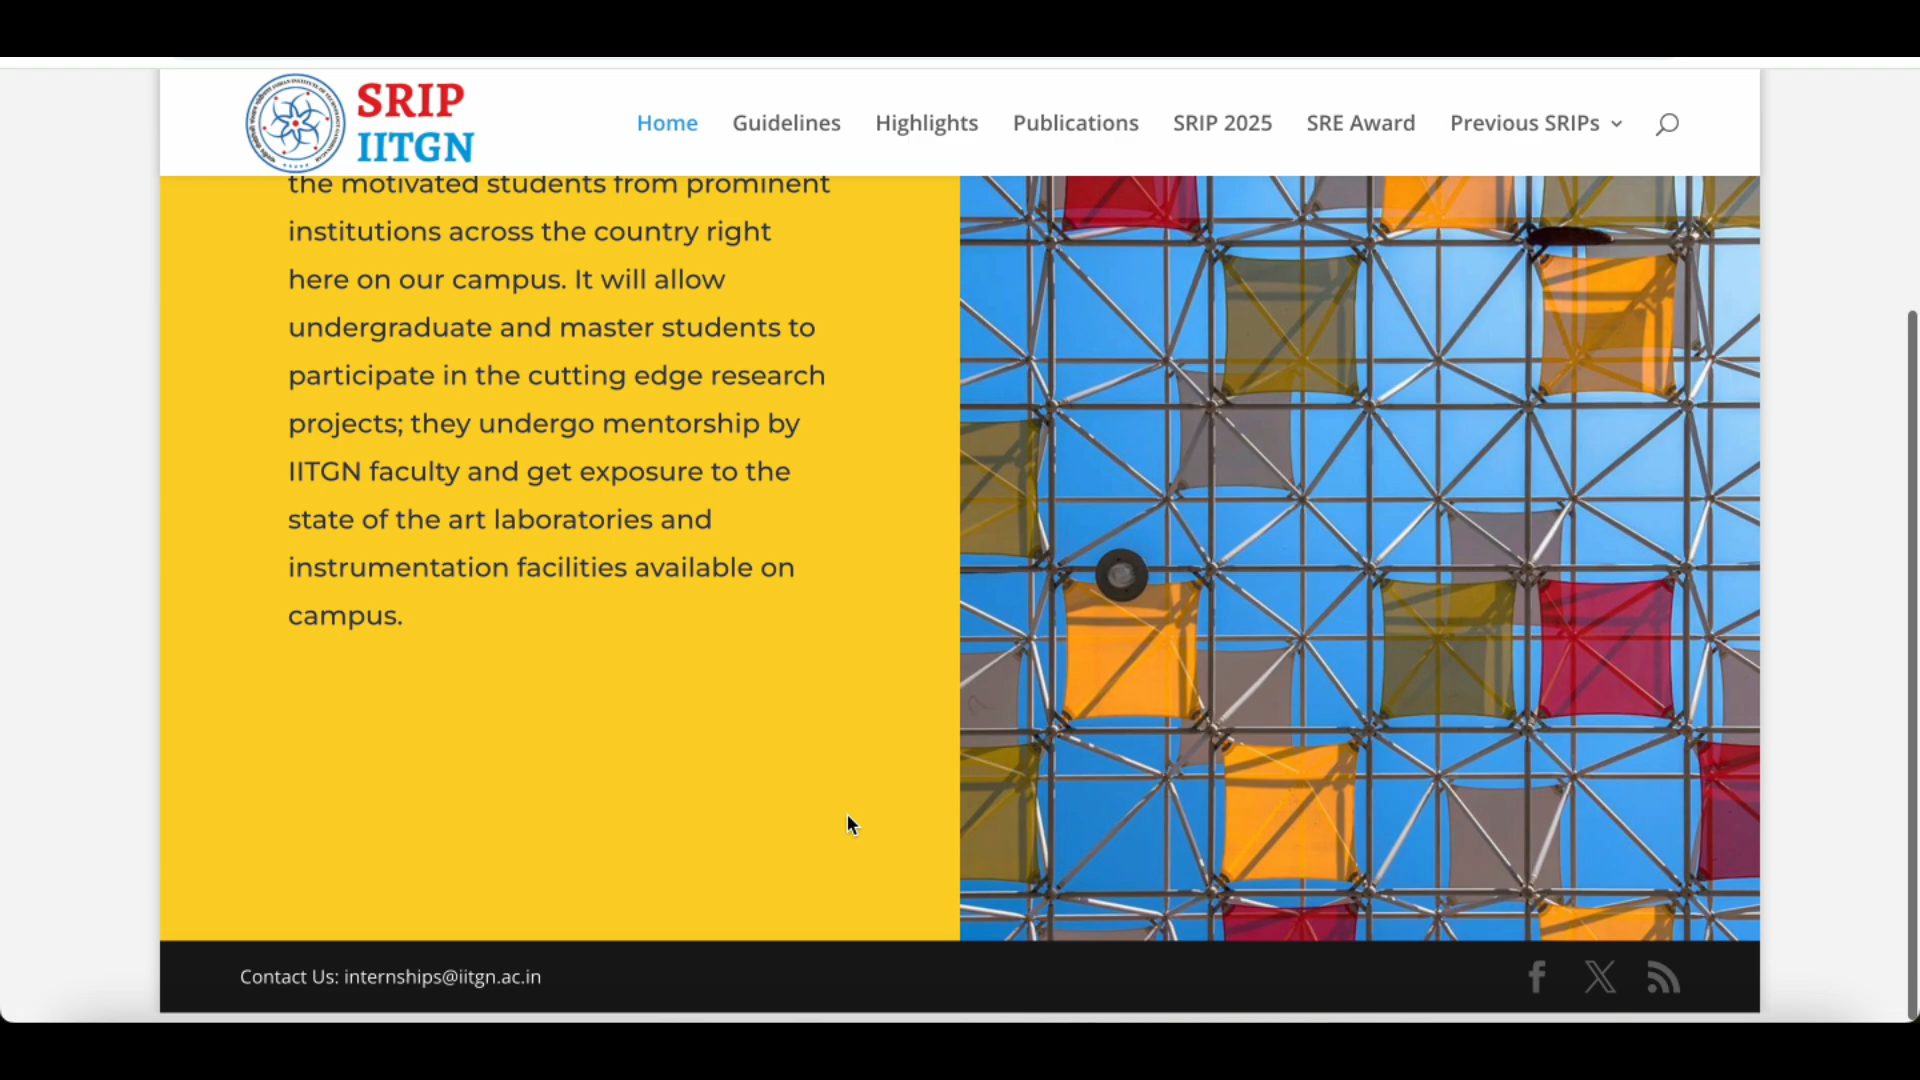 SRIP
IITGN
Home Guidelines Highlights Publications SRIP 2025 SRE Award Previous SRIPs
the motivated students from prominent
institutions across the country right
here on our campus. It will allow
undergraduate and master students to
participate in the cutting edge research
projects; they undergo mentorship by
IITGN faculty and get exposure to the
state of the art laboratories and
instrumentation facilities available on
campus.
Contact Us: internships@iitgn.ac.in